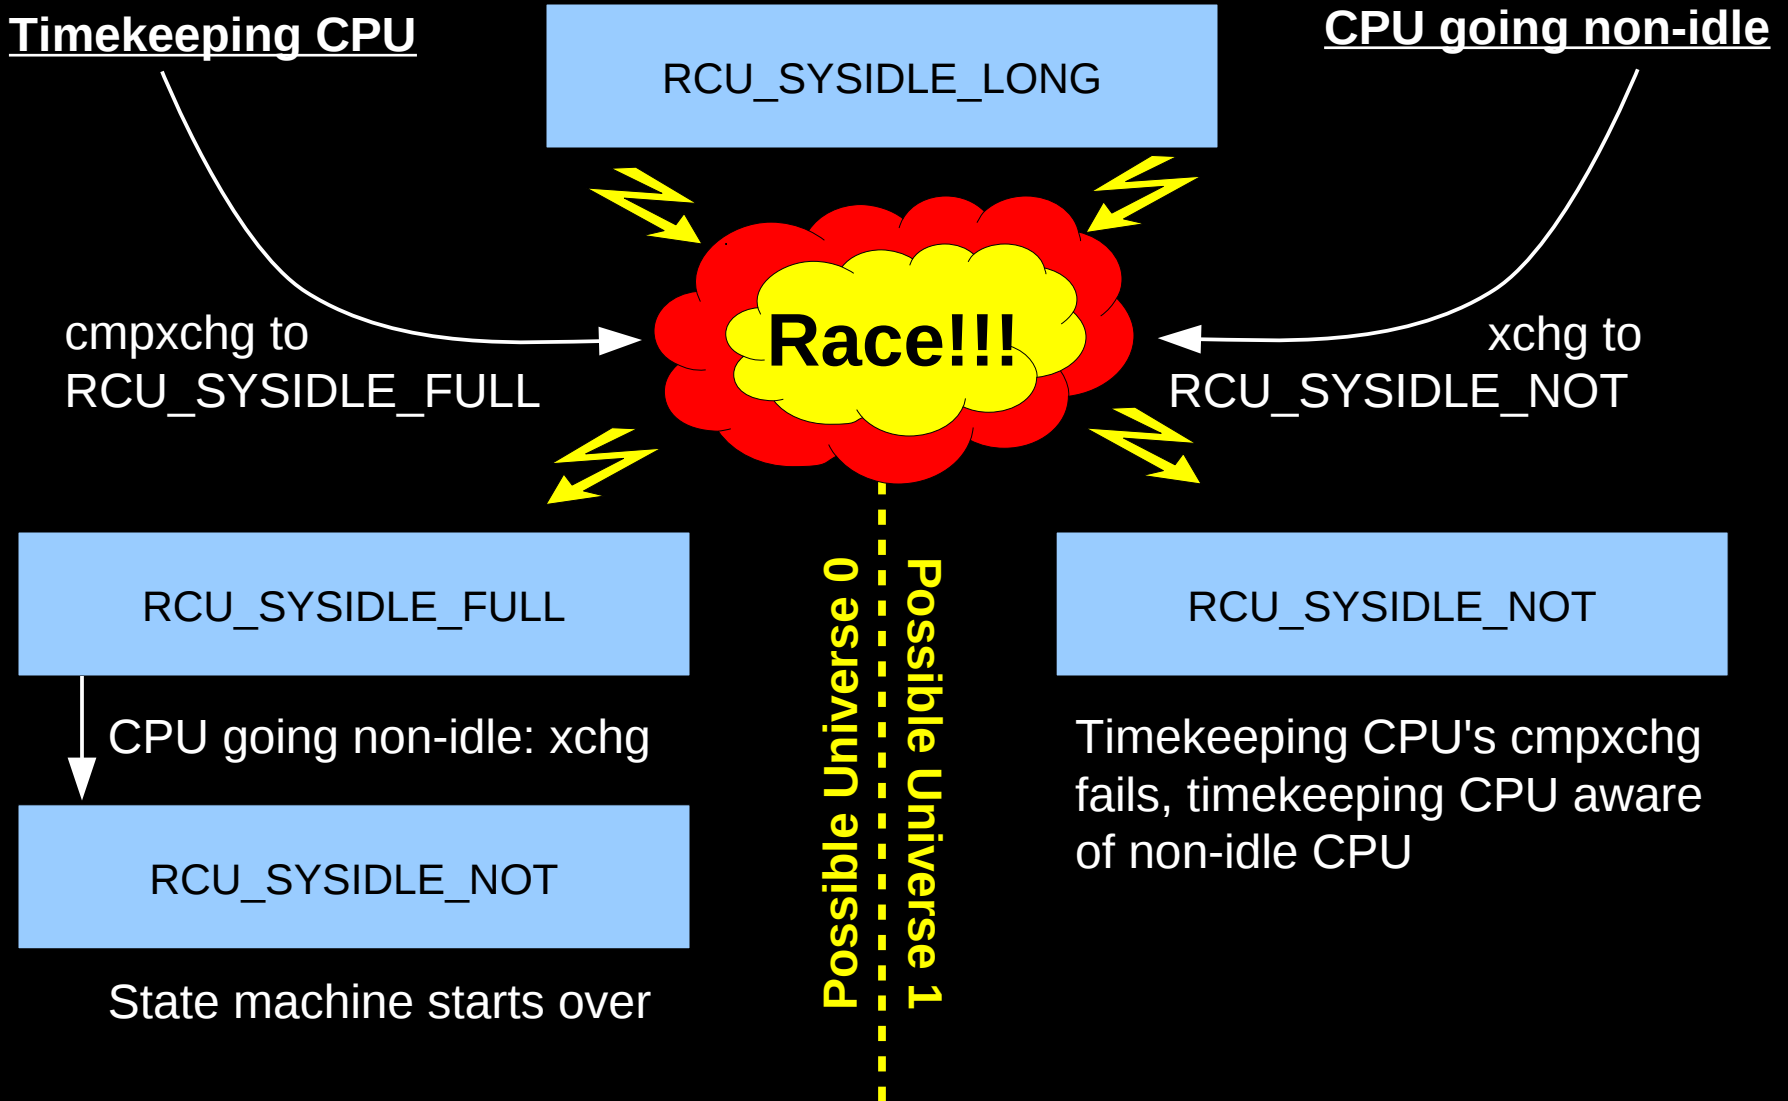 Timekeeping CPU
CPU going non-idle
RCU_SYSIDLE_LONG
Race!!!
cmpxchg to
RCU_SYSIDLE_FULL
xchg to
RCU_SYSIDLE_NOT
Possible Universe 0
Possible Universe 1
RCU_SYSIDLE_FULL
CPU going non-idle: xchg
RCU_SYSIDLE_NOT
State machine starts over
RCU_SYSIDLE_NOT
Timekeeping CPU's cmpxchg
fails, timekeeping CPU aware
of non-idle CPU